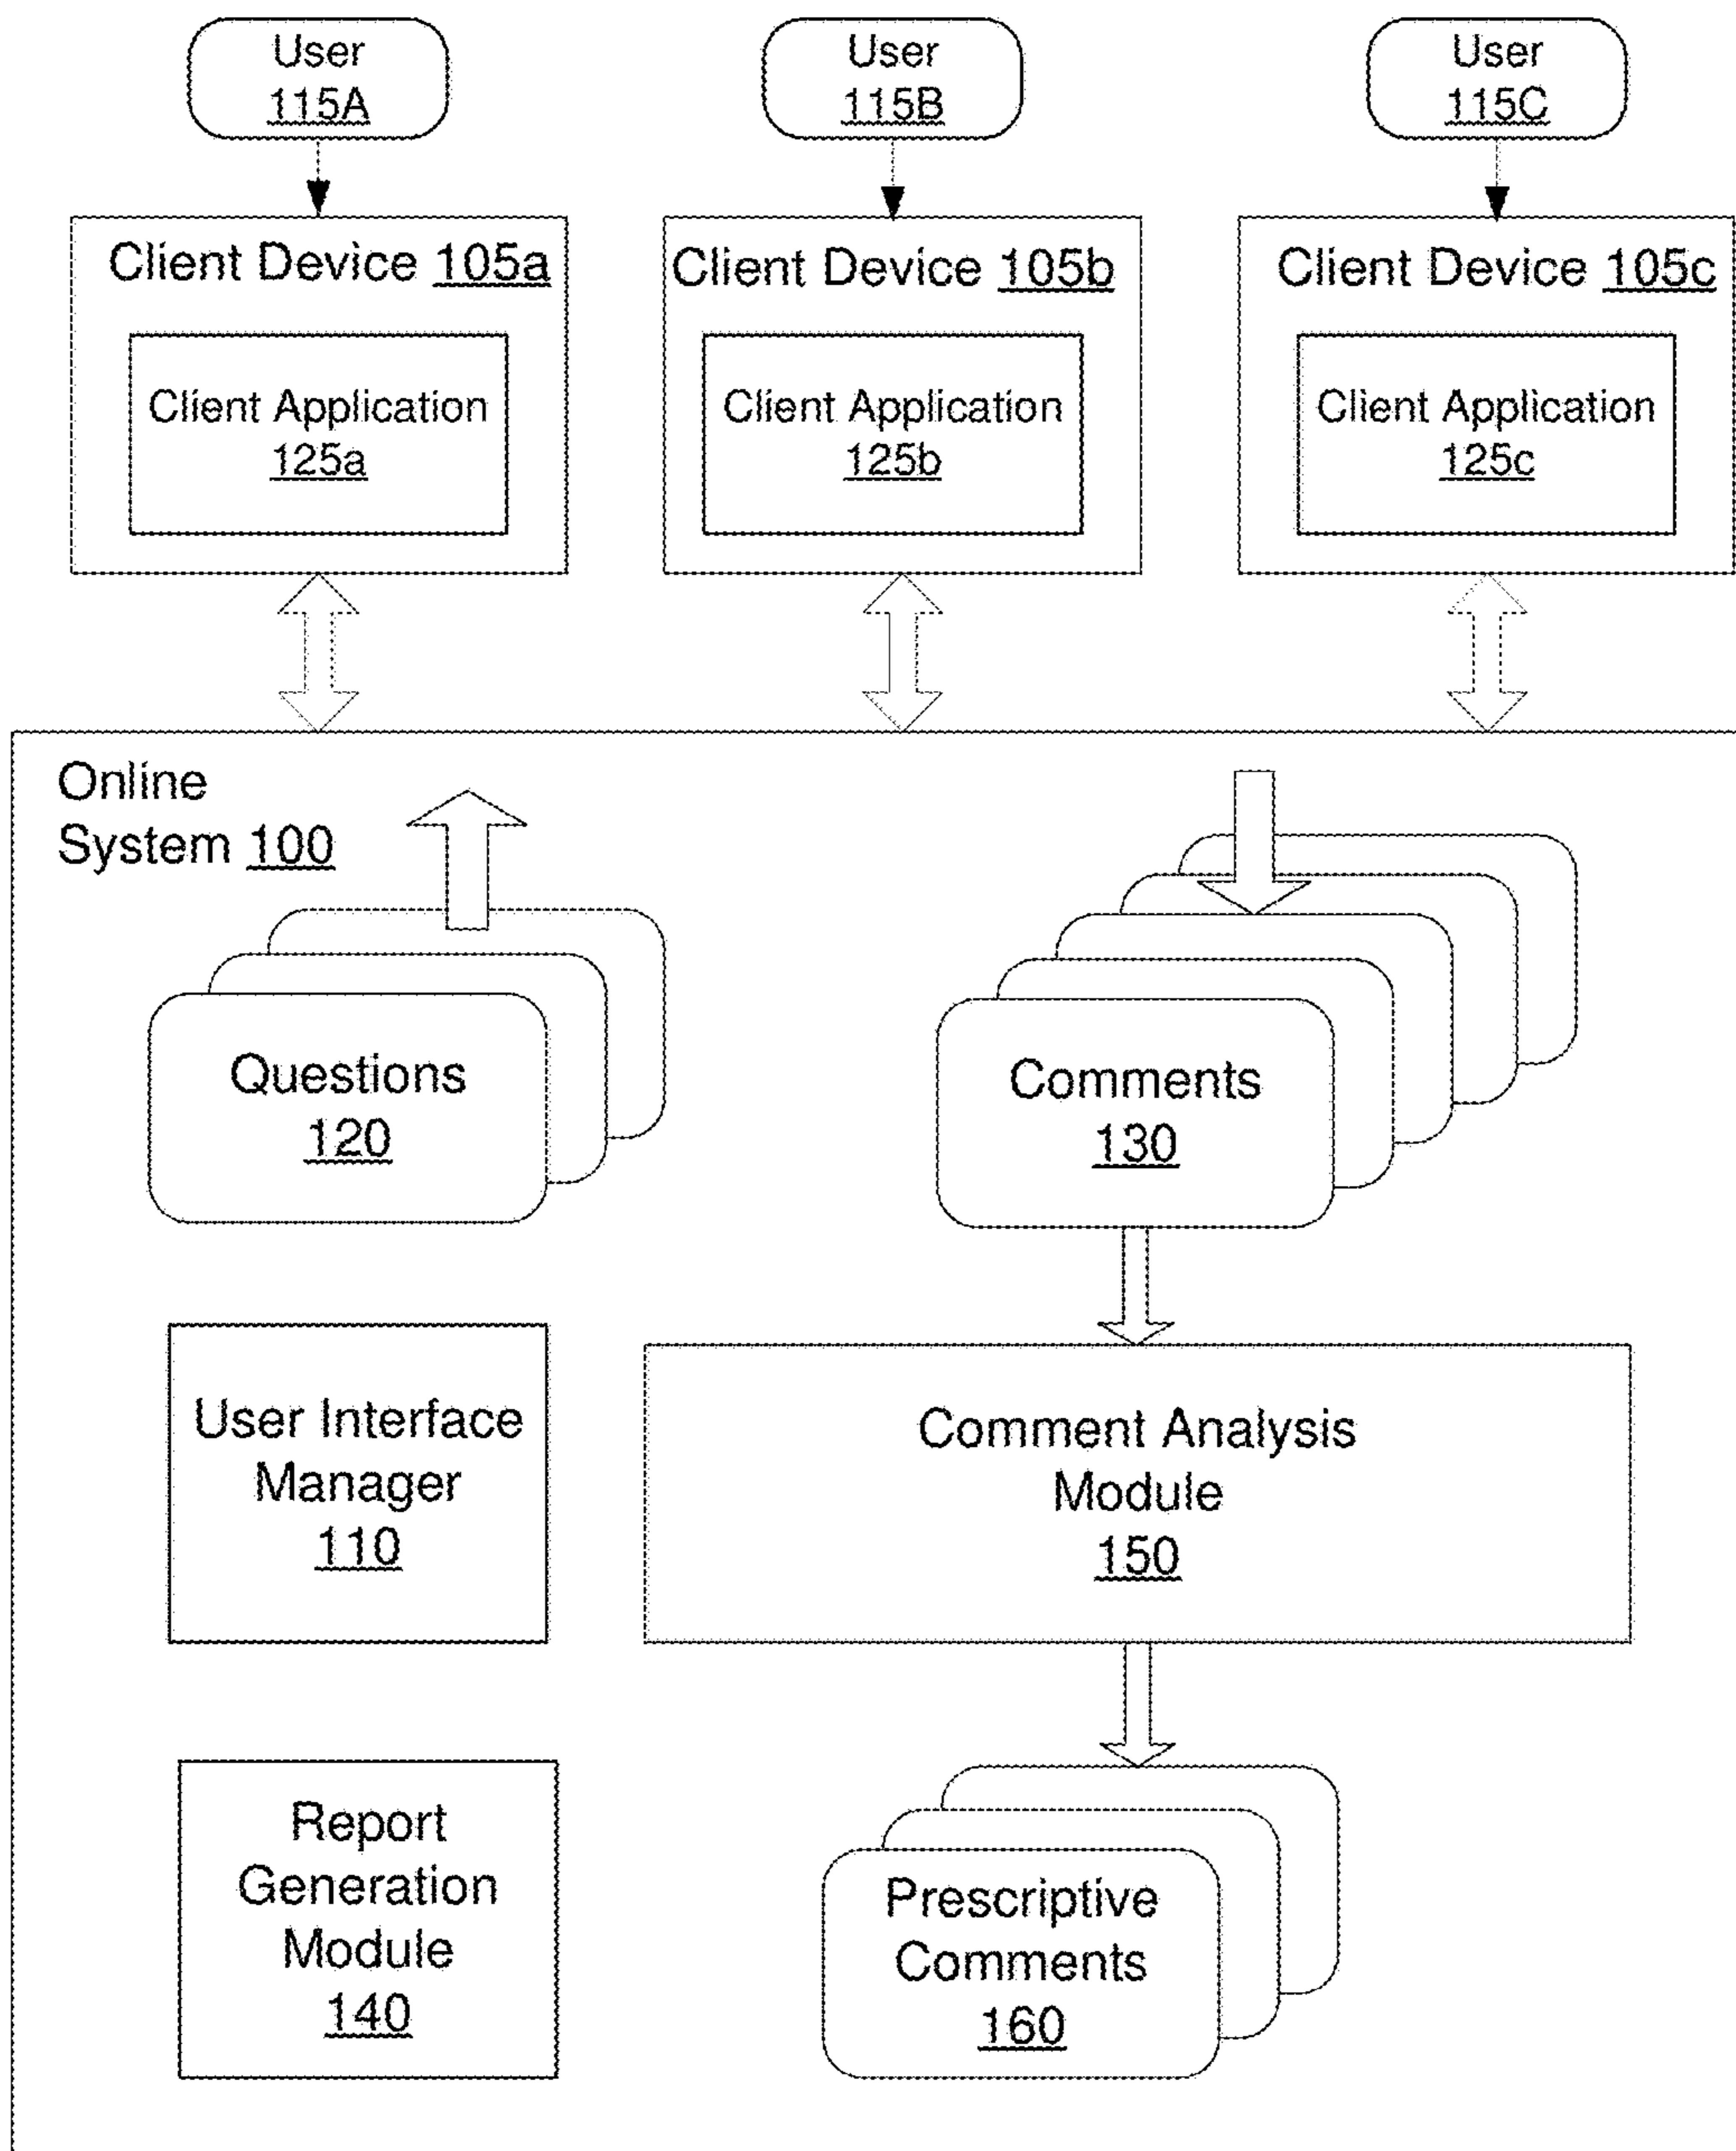 User
115A
User
115B
User
115C
Client Device 105a
Client Device 105b
Client Device 105c
Client Application
125a
Client Application
125b
Client Application
125c
Online
System 100
Questions
120
Comments
130
User Interface
Manager
110
Comment Analysis
Module
150
Report
Generation
Module
140
Prescriptive
Comments
160